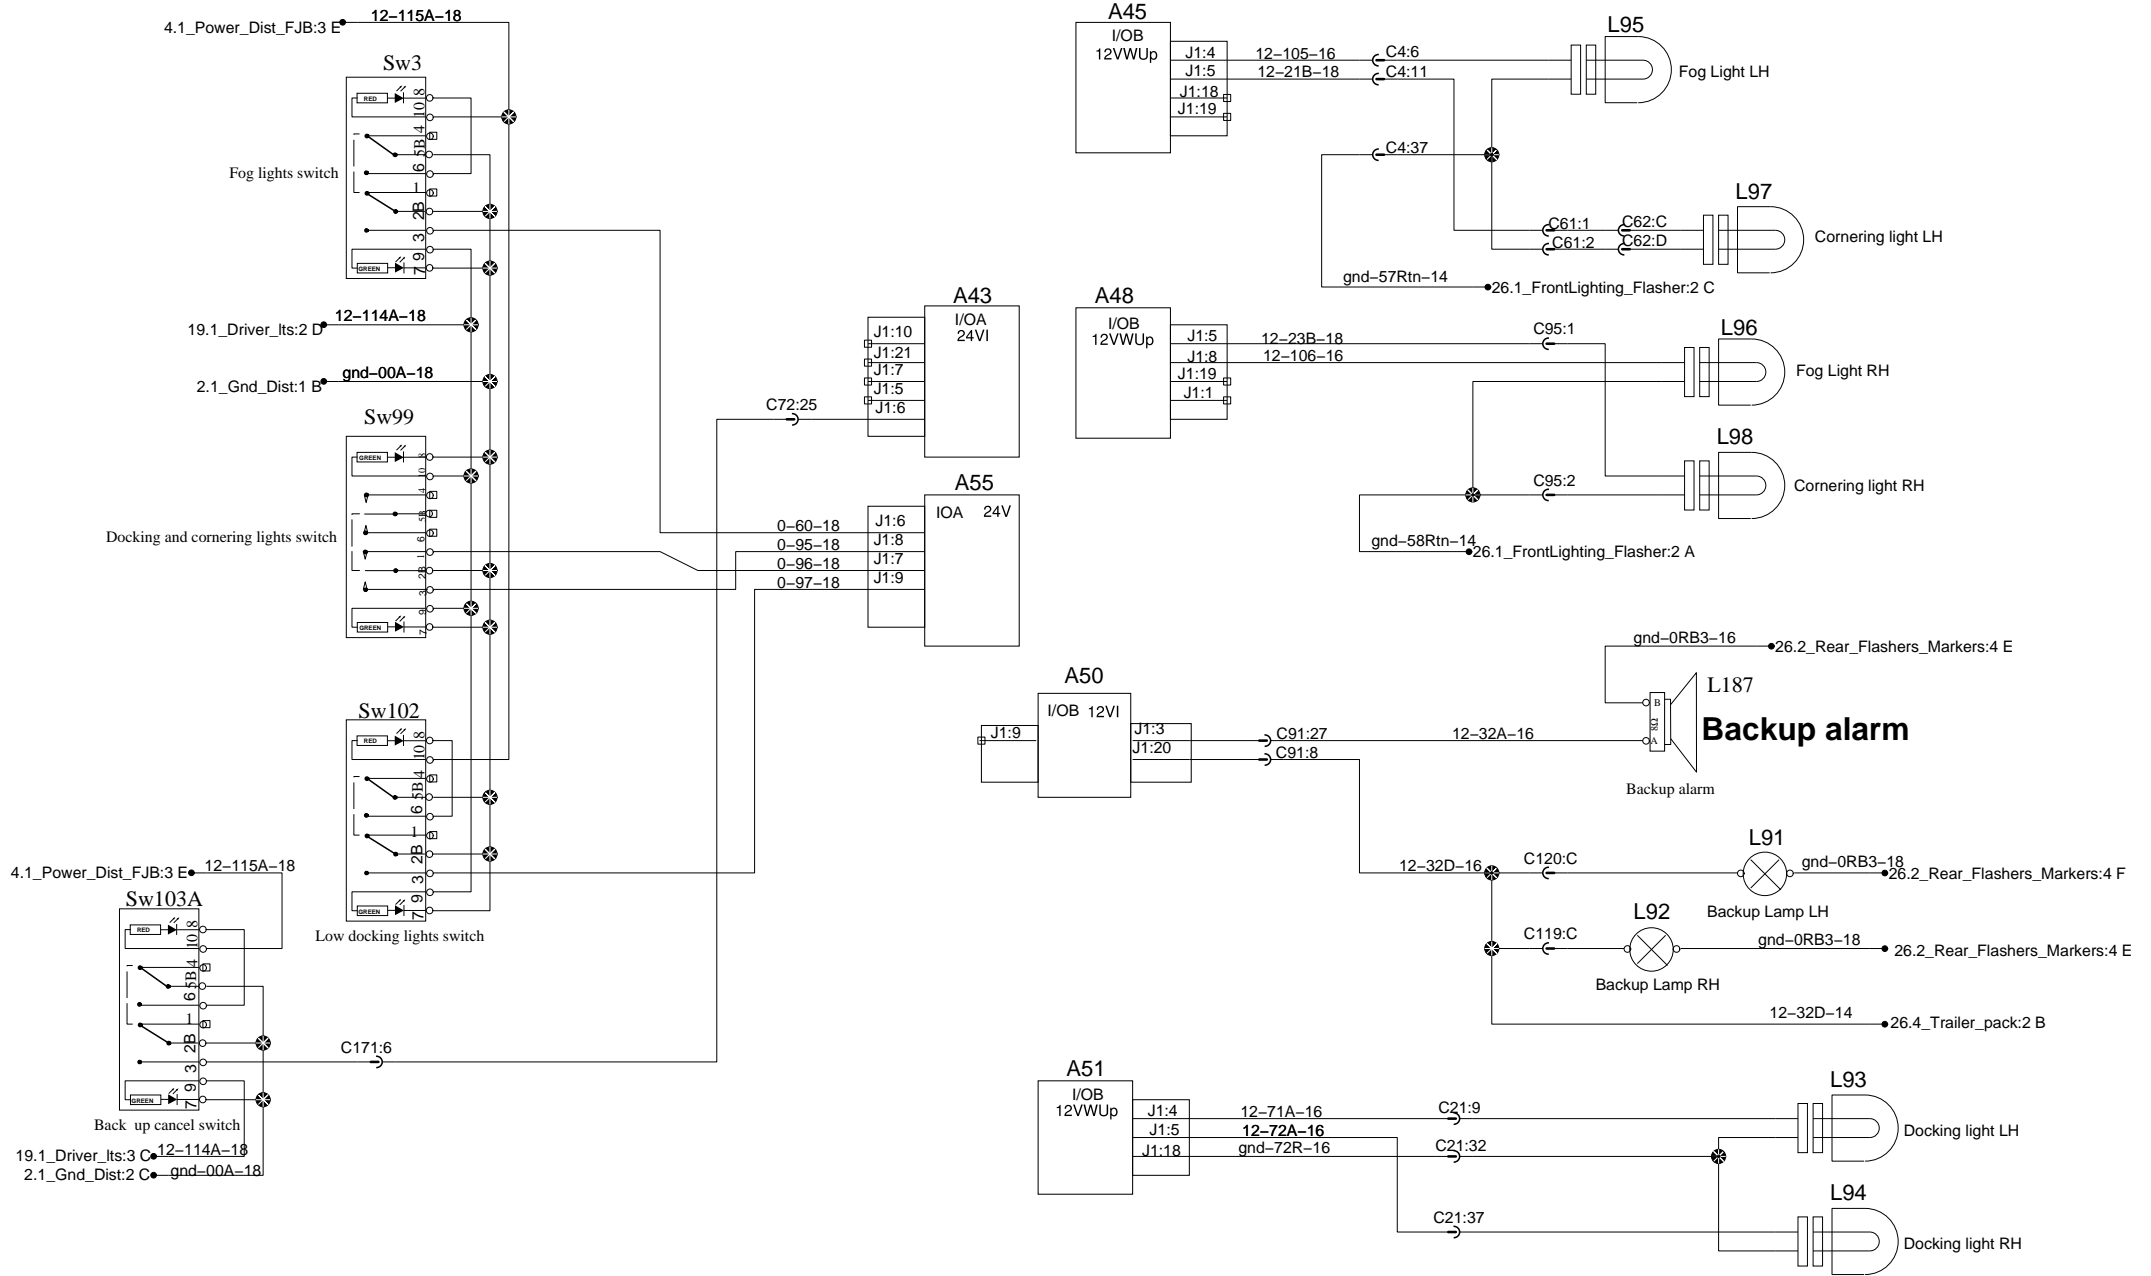 12−115A−18
4.1_Power_Dist_FJB:3 E
Sw3
RED
8
10
4
5B
6
1
2B
3
9
7
GREEN
Fog lights switch
12−114A−18
19.1_Driver_lts:2 D
gnd−00A−18
2.1_Gnd_Dist:1 B
Sw99
GREEN
8
10
4
5B
6
1
2B
3
9
7
GREEN
Docking and cornering lights switch
Sw102
RED
8
10
4
5B
6
1
2B
3
9
7
GREEN
Low docking lights switch
12−115A−18
4.1_Power_Dist_FJB:3 E
Sw103A
RED
8
10
4
5B
6
1
2B
3
9
7
GREEN
Back up cancel switch
12−114A−18
19.1_Driver_lts:3 C
gnd−00A−18
2.1_Gnd_Dist:2 C
C171:6
C72:25
A43
I/OA
24VI
J1:10
J1:21
J1:7
J1:5
J1:6
A55
IOA 24V
0−60−18 J1:6
0−95−18 J1:8
0−96−18 J1:7
0−97−18 J1:9
A45
I/OB
12VWUp
J1:4 12−105−16 C4:6
J1:5 12−21B−18 C4:11
J1:18
J1:19
C4:37
L95
Fog Light LH
L97
C61:1 C62:C
C61:2 C62:D
Cornering light LH
gnd−57Rtn−14
26.1_FrontLighting_Flasher:2 C
A48
I/OB
12VWUp
J1:5 12−23B−18 C95:1
J1:8 12−106−16
J1:19
J1:1
L96
Fog Light RH
L98
C95:2
Cornering light RH
gnd−58Rtn−14
26.1_FrontLighting_Flasher:2 A
gnd−0RB3−16
26.2_Rear_Flashers_Markers:4 E
A50
I/OB 12VI
J1:9
J1:3 C91:27 12−32A−16
J1:20 C91:8
L187
B
8Ω
A
Backup alarm
Backup alarm
L91
12−32D−16 C120:C gnd−0RB3−18
26.2_Rear_Flashers_Markers:4 F
Backup Lamp LH
L92
C119:C gnd−0RB3−18
26.2_Rear_Flashers_Markers:4 E
Backup Lamp RH
12−32D−14
26.4_Trailer_pack:2 B
A51
I/OB
12VWUp
J1:4 12−71A−16 C21:9
J1:5 12−72A−16
J1:18 gnd−72R−16 C21:32
C21:37
L93
Docking light LH
L94
Docking light RH